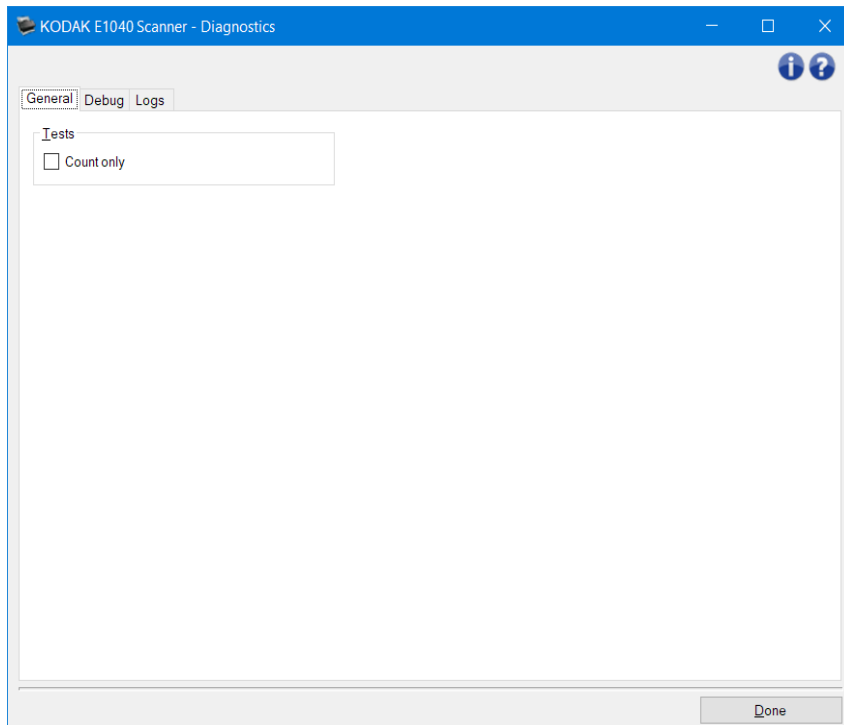 KODAK E1040 Scanner - Diagnostics
General Debug Logs
Tests
Count only
Done